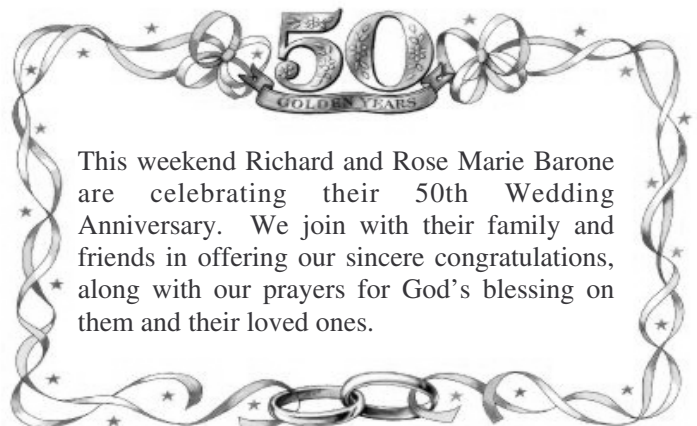 50
GOLDEN YEARS
This weekend Richard and Rose Marie Barone
are celebrating their 50th Wedding
Anniversary. We join with their family and
friends in offering our sincere congratulations,
along with our prayers for God’s blessing on
them and their loved ones.